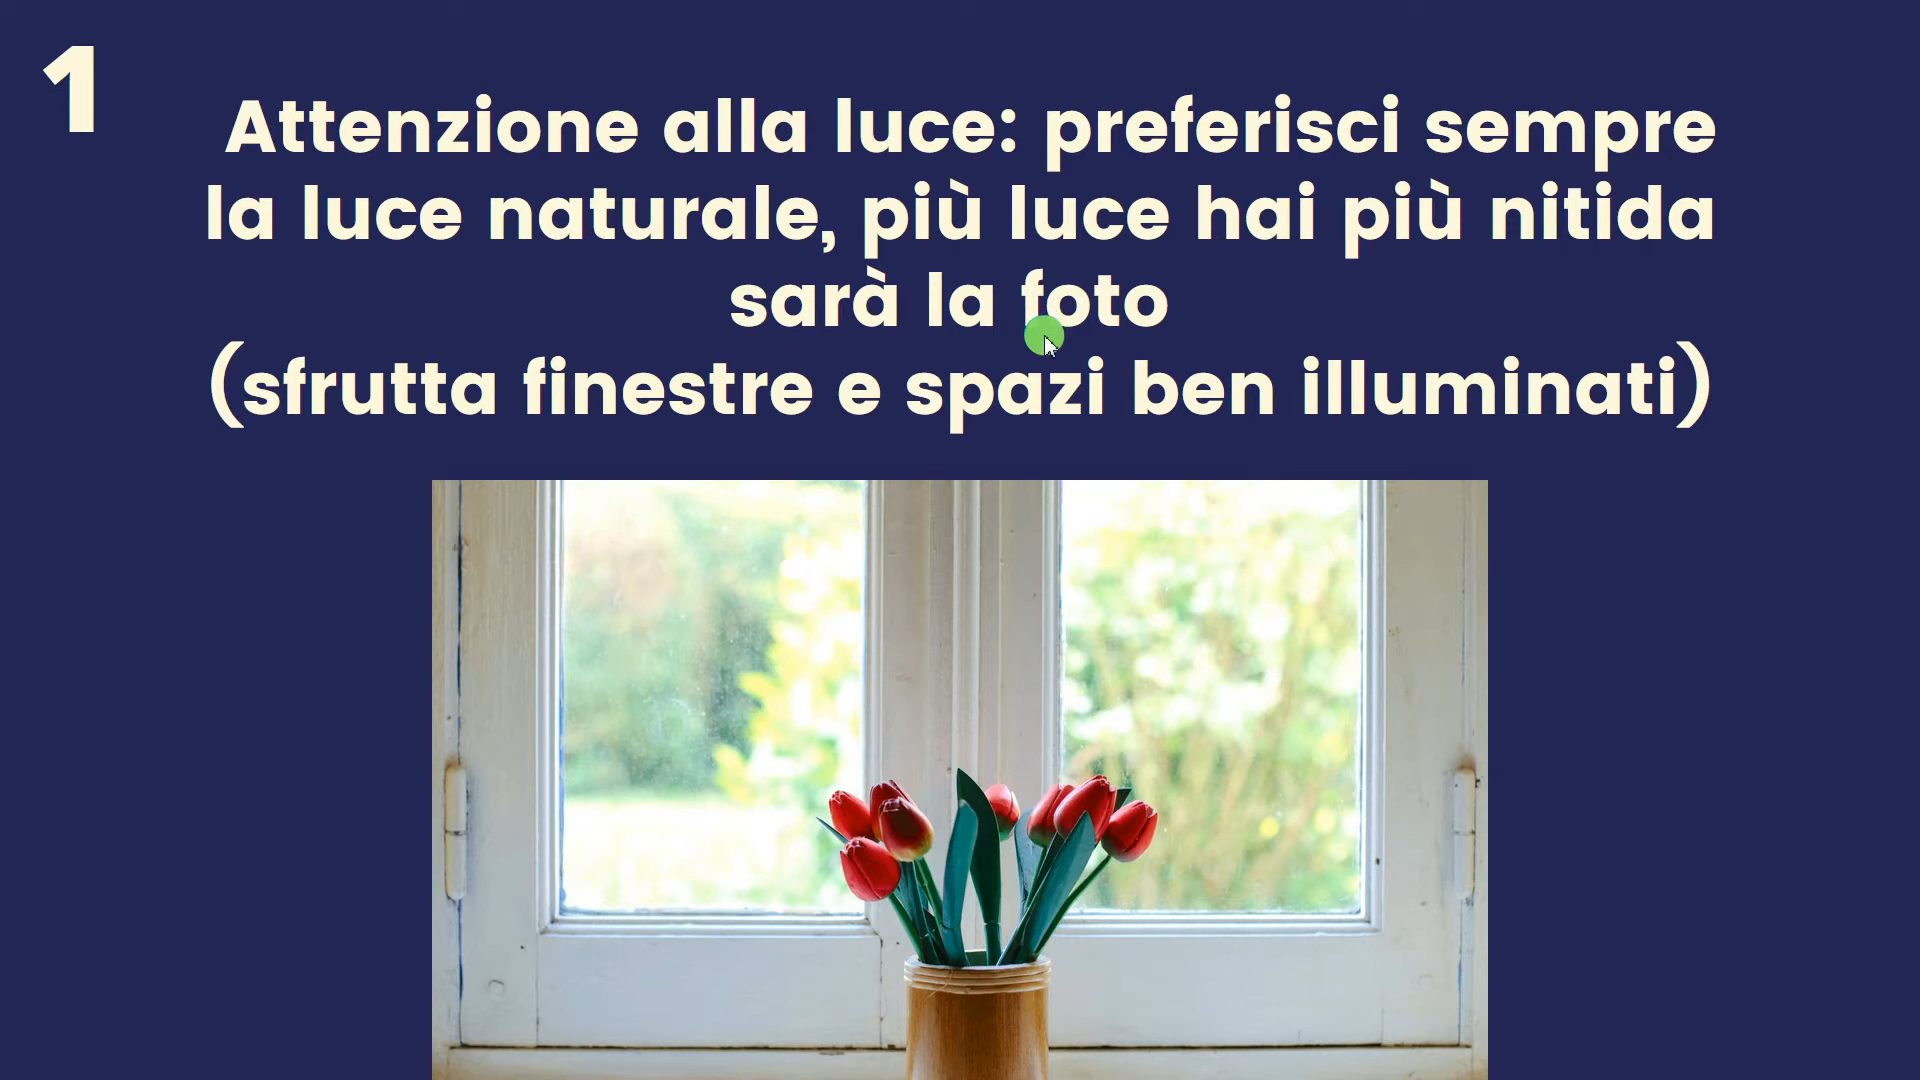 1
Attenzione alla luce: preferisci sempre
la luce naturale, più luce hai più nitida
sarà la foto
(sfrutta finestre e spazi ben illuminati)